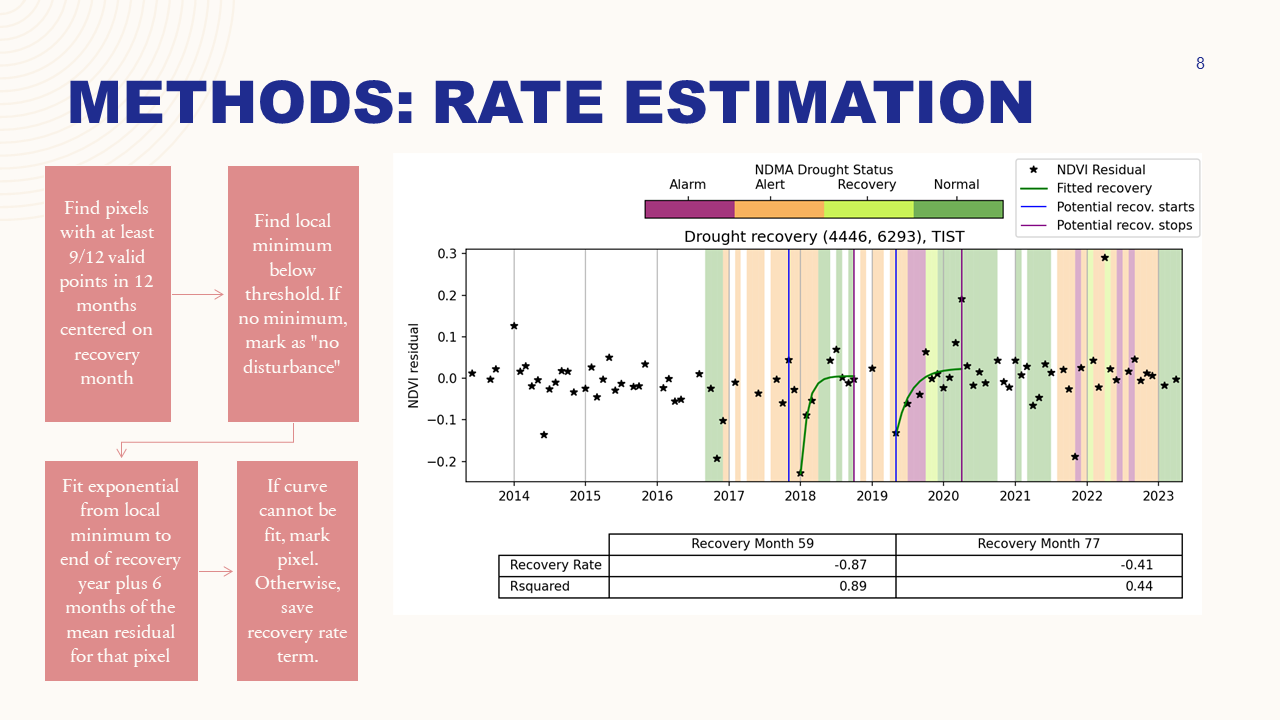 8
METHODS: RATE ESTIMATION
Find pixels
with at least
9/12 valid
points in 12
months
centered on
recovery
month
Find local
minimum
below
threshold. If
no minimum,
mark as "no
disturbance"
Fit exponential
from local
minimum to
end of recovery
year plus 6
months of the
mean residual
for that pixel
If curve
cannot be
fit, mark
pixel.
Otherwise,
save
recovery rate
term.
NDMA Drought Status
Alarm Alert Recovery Normal
NDVI Residual
Fitted recovery
Potential recov. starts
Potential recov. stops
Drought recovery (4446, 6293), TIST
NDVI residual
0.3
0.2
0.1
0.0
−0.1
−0.2
2014 2015 2016 2017 2018 2019 2020 2021 2022 2023
Recovery Month 59 Recovery Month 77
Recovery Rate -0.87 -0.41
Rsquared 0.89 0.44